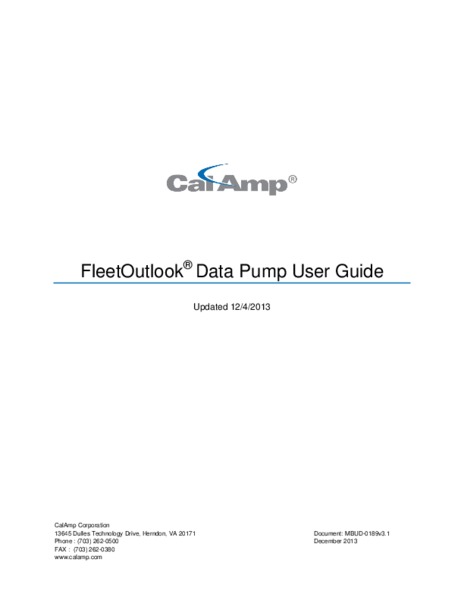 CalAmp®
FleetOutlook® Data Pump User Guide
Updated 12/4/2013
CalAmp Corporation
13645 Dulles Technology Drive, Herndon, VA 20171
Phone : (703) 262-0500
FAX : (703) 262-0380
www.calamp.com
Document: MBUD-0189v3.1
December 2013